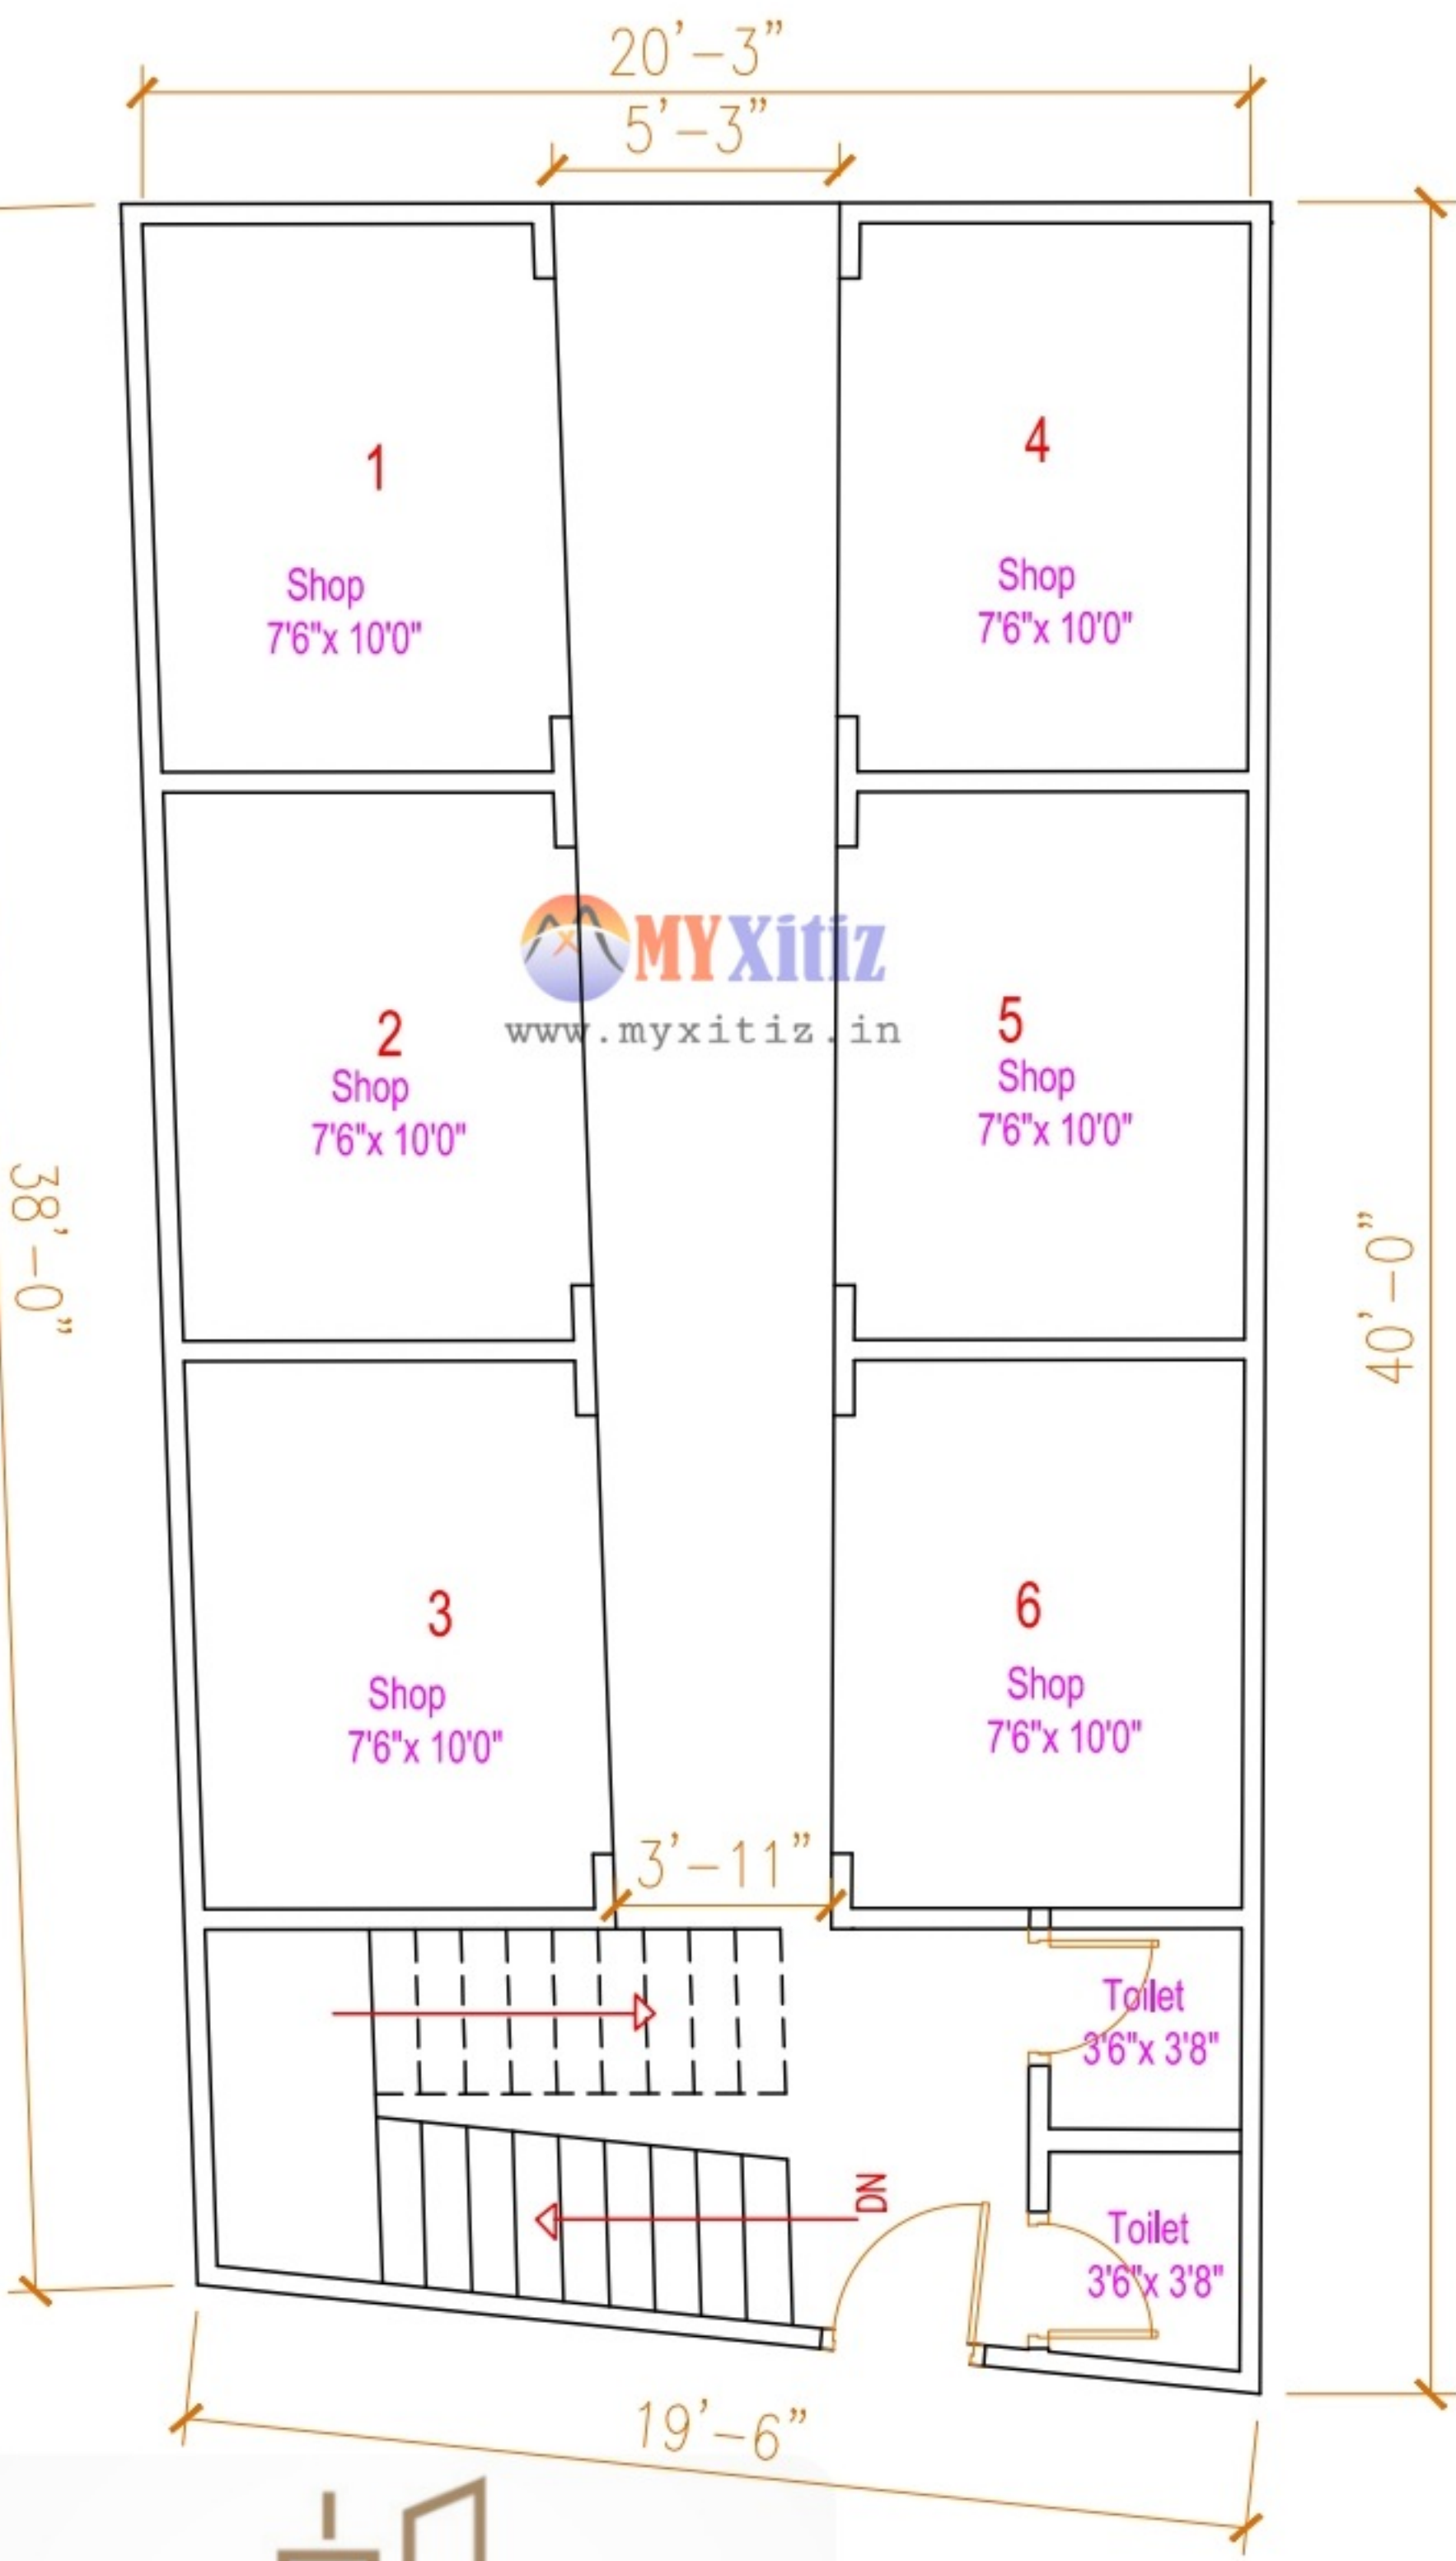 20'-3”
5'-3”
1
Shop
7'6"x 10'0"
4
Shop
7'6"x 10'0"
MYXitiz
www.myxitiz.in
2
Shop
7'6"x 10'0"
5
Shop
7'6"x 10'0"
38'-0”
40'-0”
3
Shop
7'6"x 10'0"
6
Shop
7'6"x 10'0"
3'-11”
Toilet
3'6"x 3'8"
DN
Toilet
3'6"x 3'8"
19'-6”